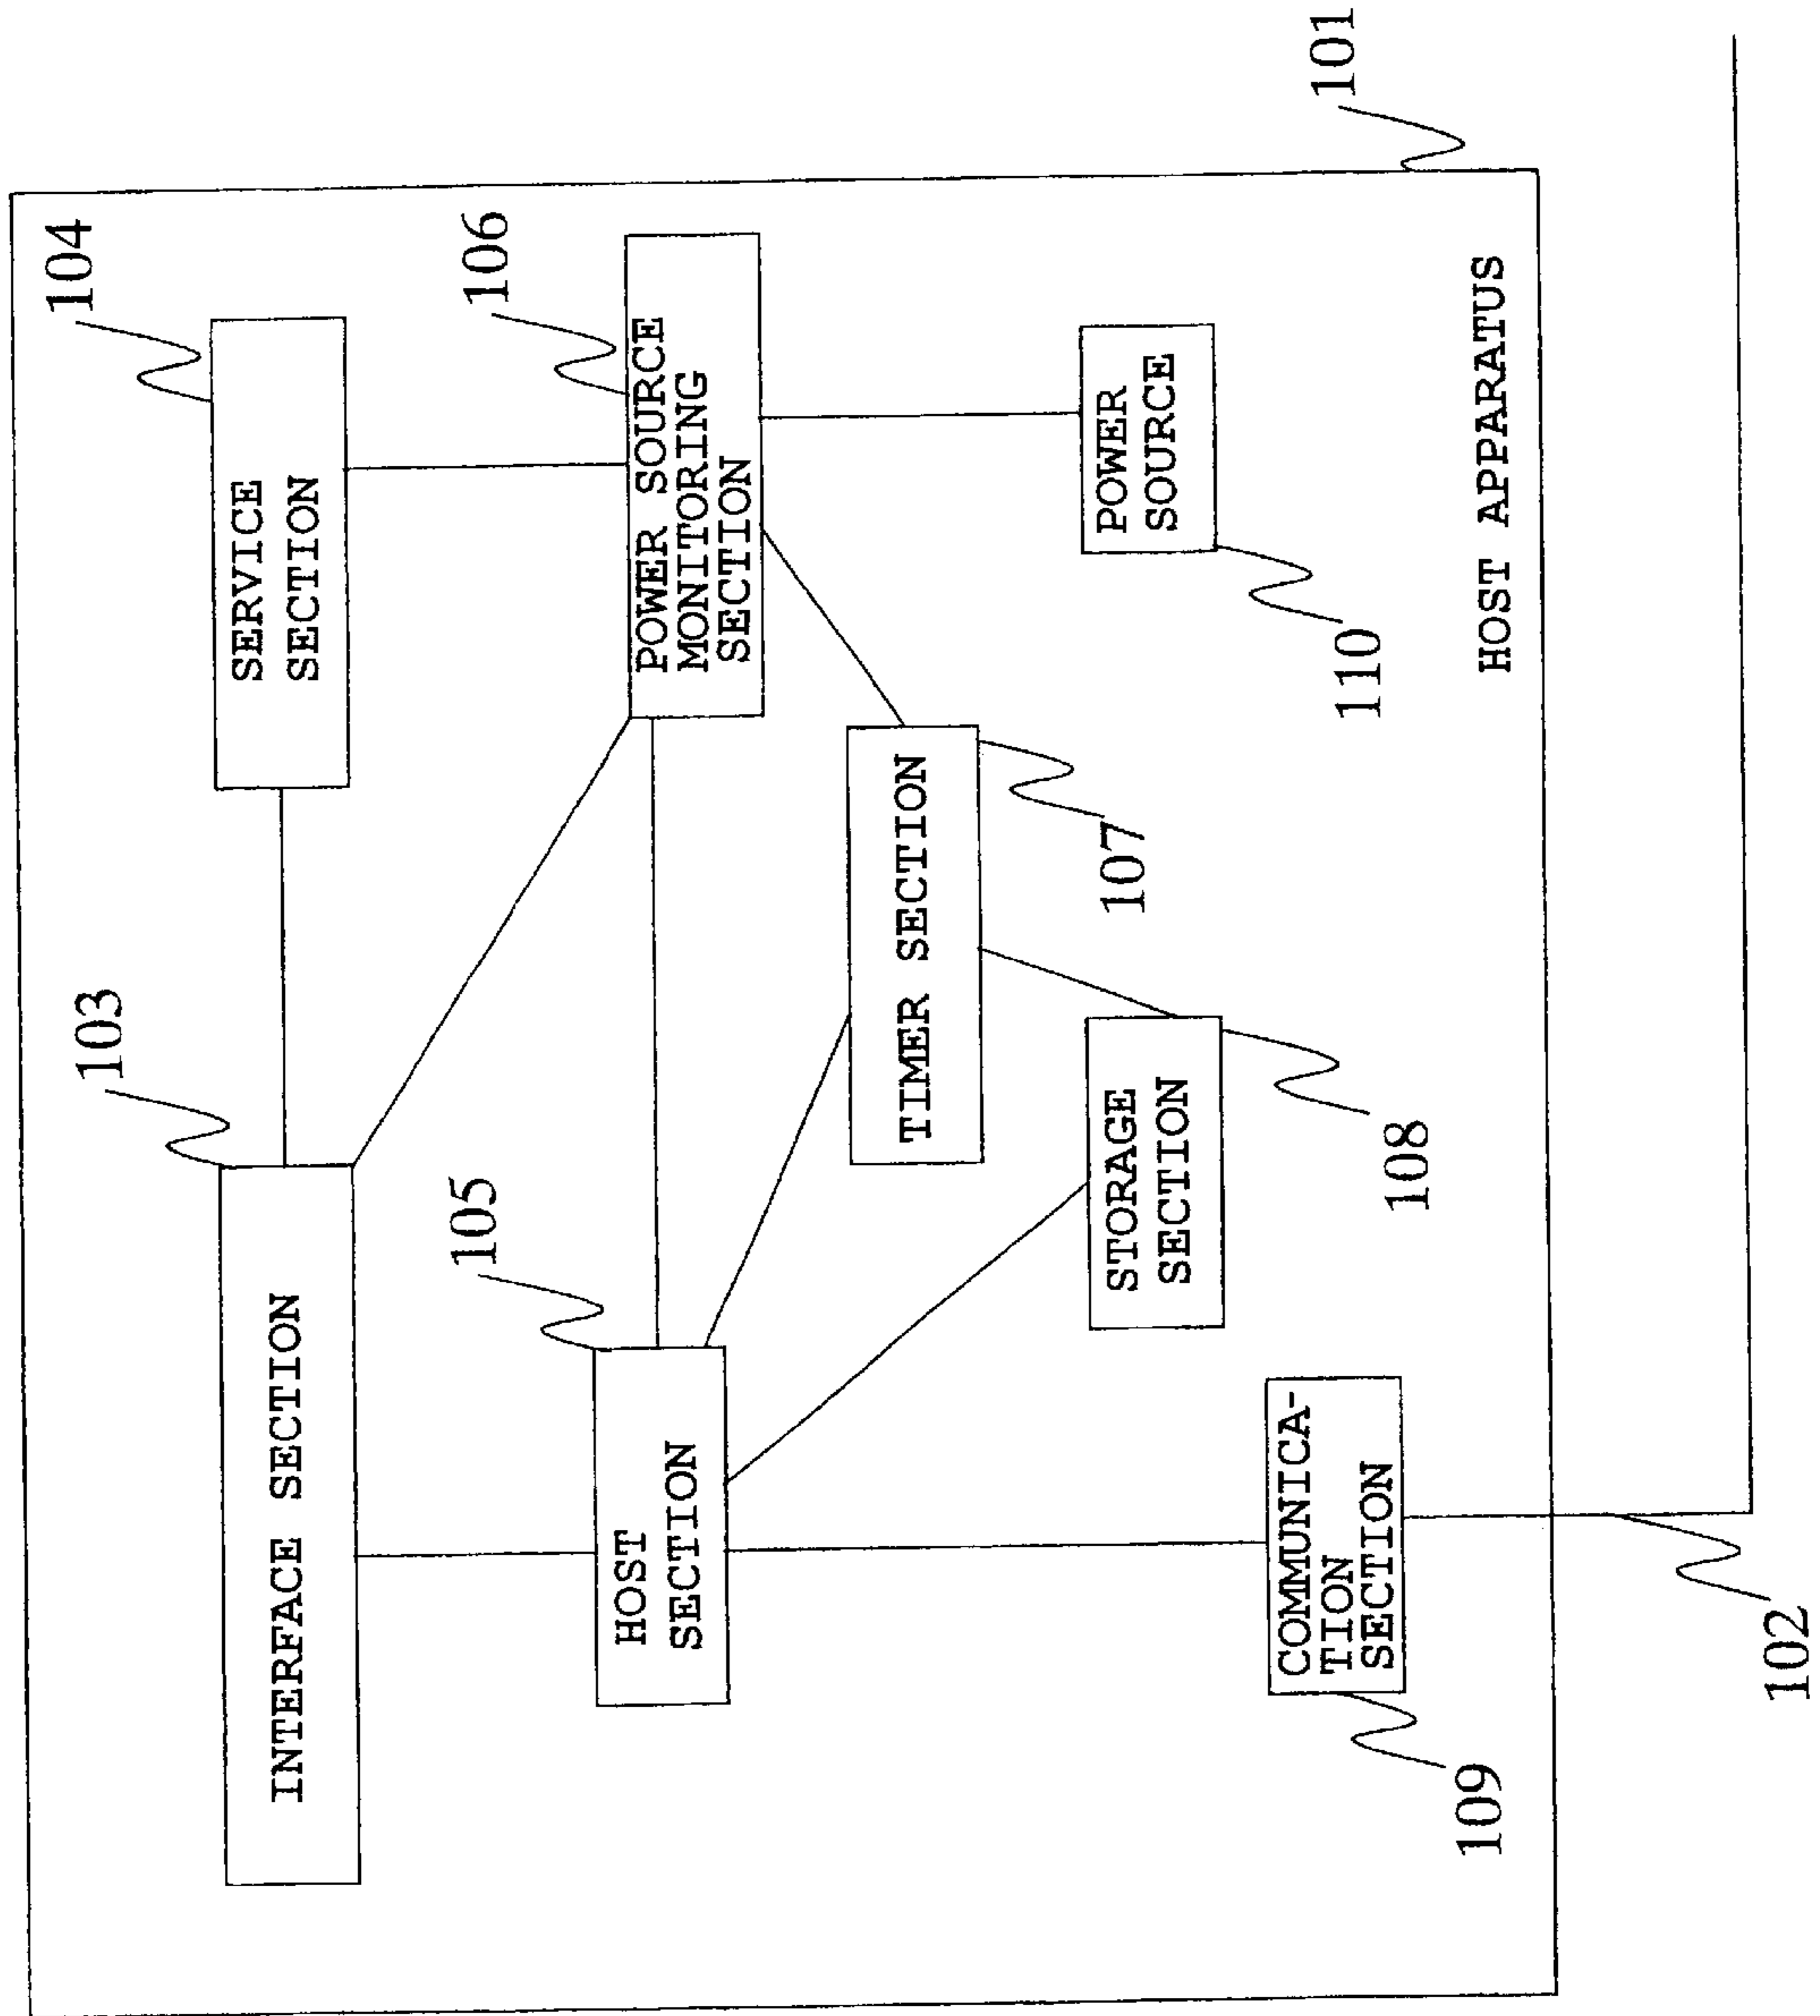 103
104
INTERFACE SECTION
SERVICE
SECTION
105
106
HOST
SECTION
POWER SOURCE
MONITORING
SECTION
TIMER SECTION
107
STORAGE
SECTION
108
POWER
SOURCE
110
COMMUNICA-
TION
SECTION
109
HOST APPARATUS
101
102